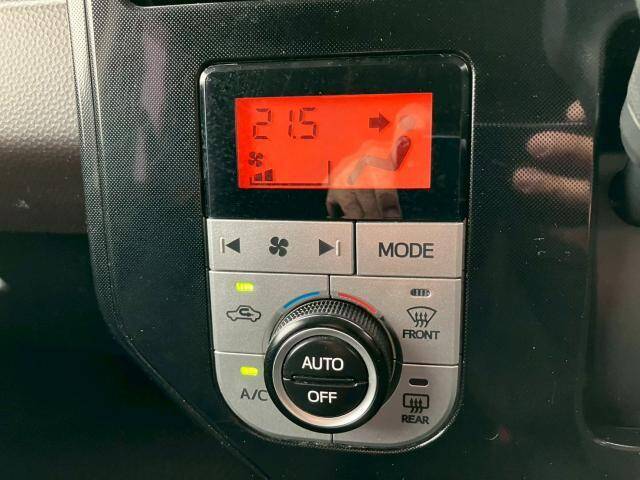 21.5
MODE
FRONT
AUTO
OFF
A/C
REAR